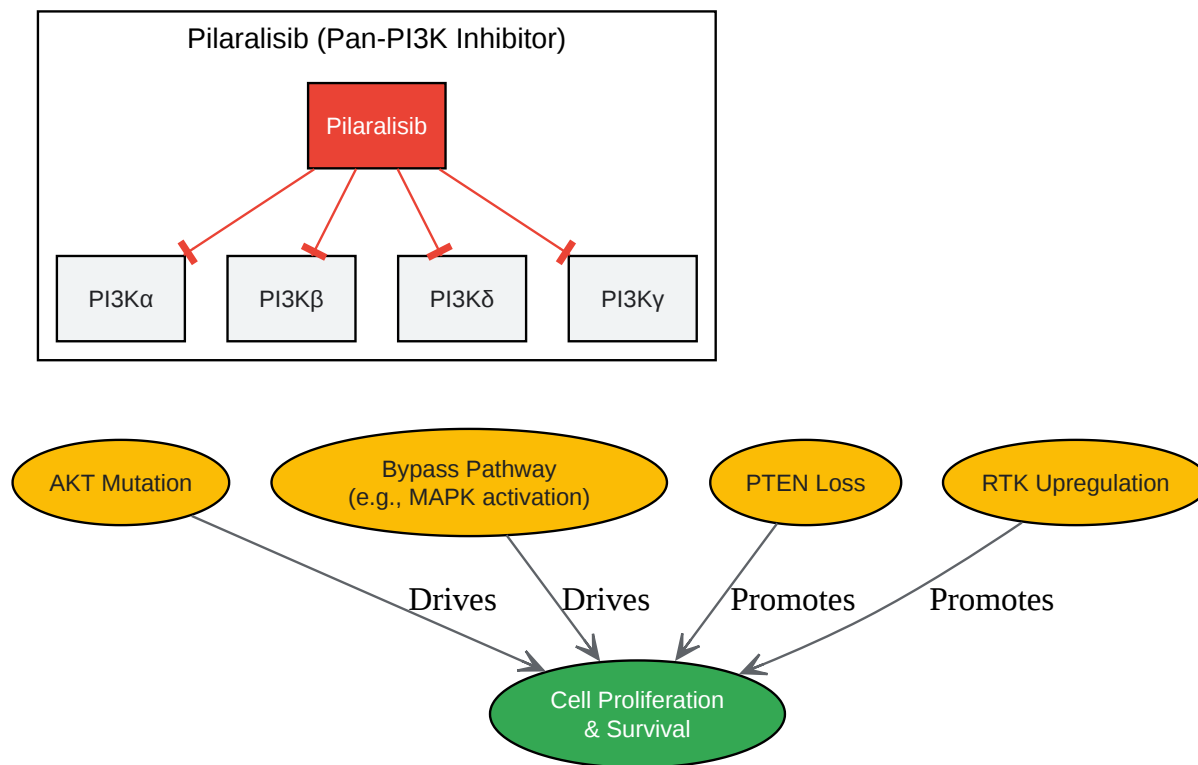 Pilaralisib (Pan-PI3K Inhibitor)
Pilaralisib
PI3Kα
PI3Kβ
PI3Kδ
PI3Kγ
AKT Mutation
Bypass Pathway
(e.g., MAPK activation)
PTEN Loss
RTK Upregulation
Drives
Drives
Promotes
Promotes
Cell Proliferation
& Survival